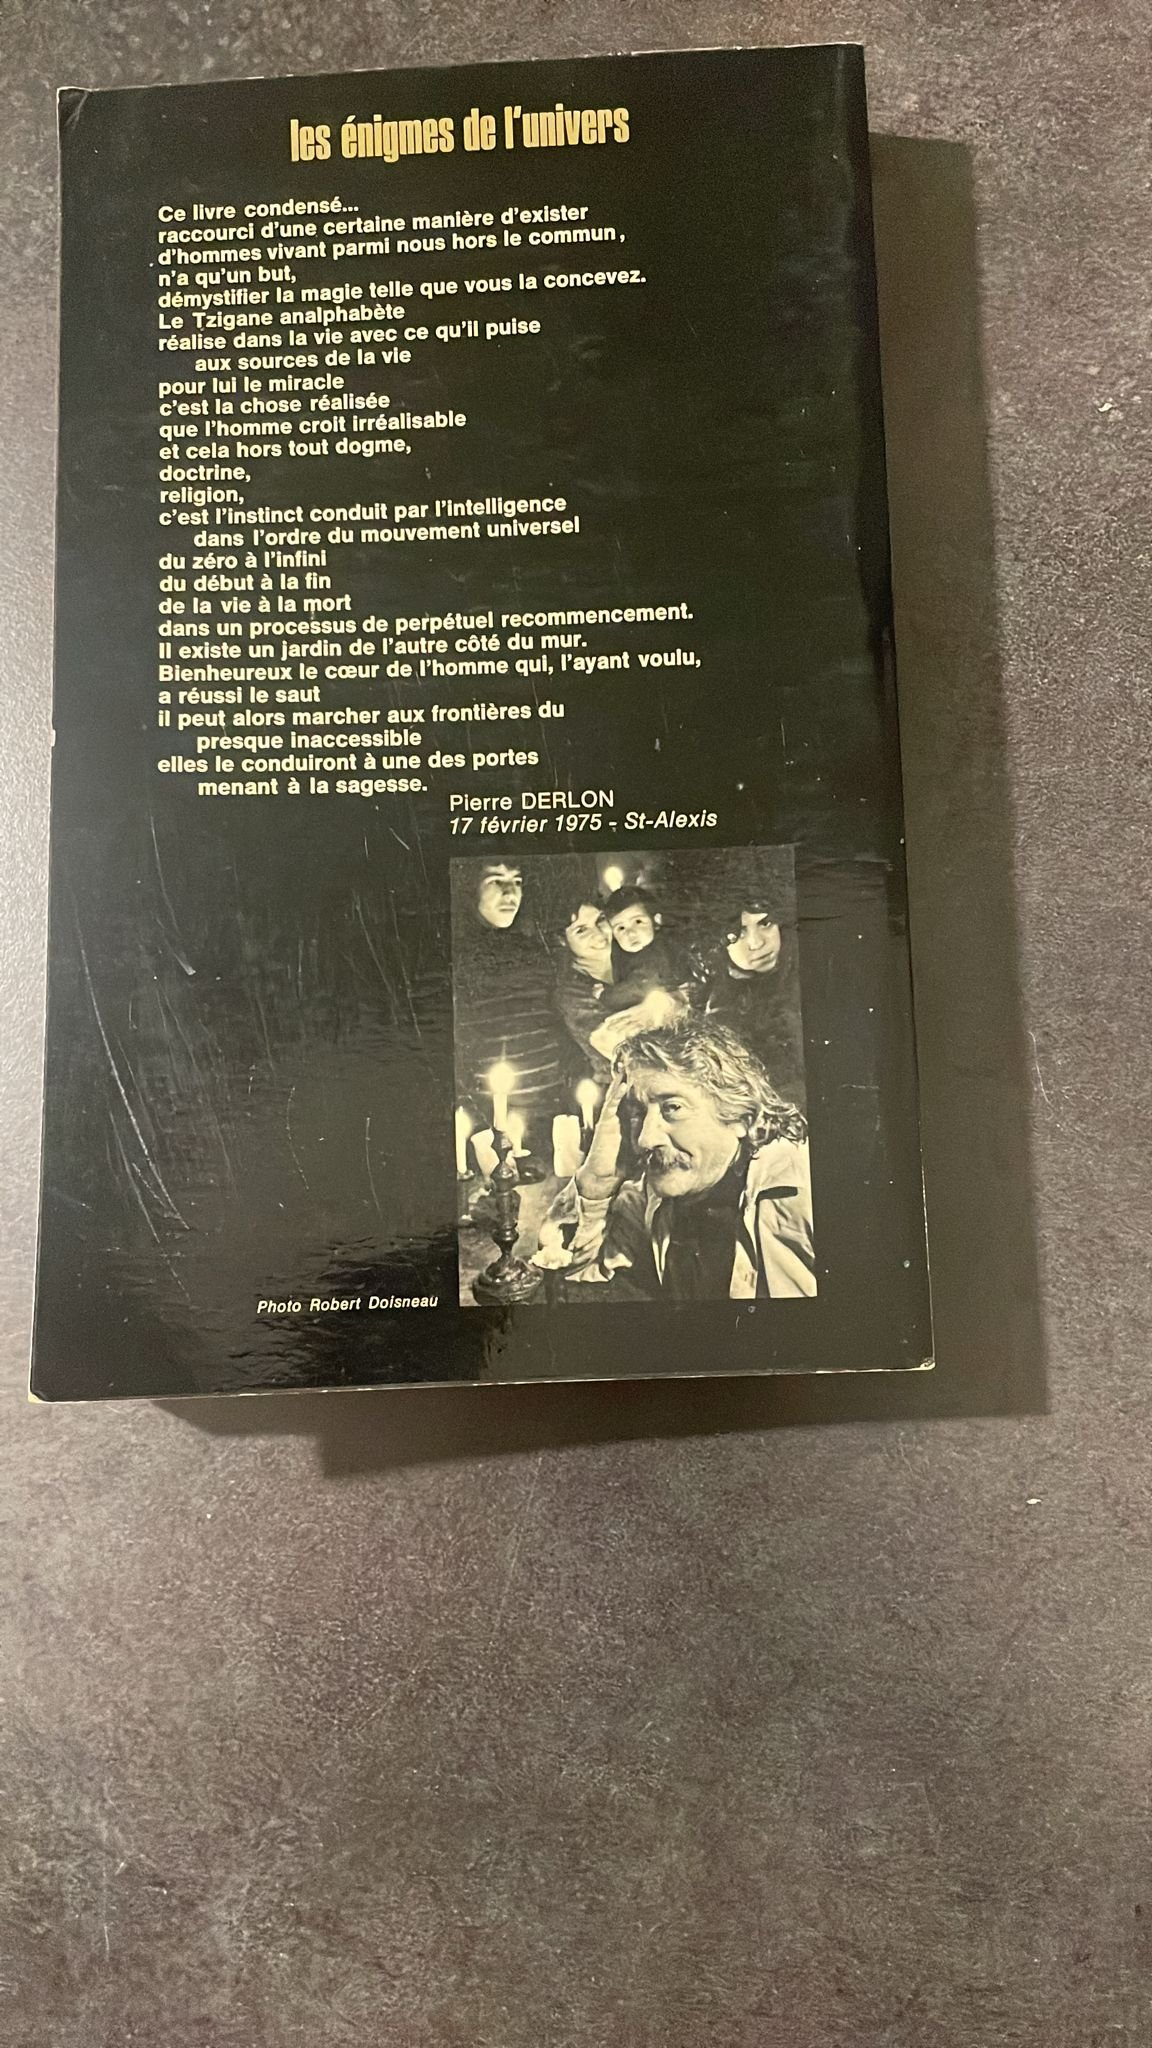 les énigmes de l'univers
Ce livre condensé...
raccourci d'une certaine manière d'exister
d'hommes vivant parmi nous hors le commun,
n'a qu'un but,
démystifier la magie telle que vous la concevez.
Le Tzigane analphabète
réalise dans la vie avec ce qu'il puise
aux sources de la vie
pour lui le miracle
c'est la chose réalisée
que l'homme croit irréalisable
et cela hors tout dogme,
doctrine,
religion,
c'est l'instinct conduit par l'intelligence
dans l'ordre du mouvement universel
du zéro à l'infini
du début à la fin
de la vie à la mort
dans un processus de perpétuel recommencement.
Il existe un jardin de l'autre côté du mur.
Bienheureux le cœur de l'homme qui, l'ayant voulu,
a réussi le saut
il peut alors marcher aux frontières du
presque inaccessible
elles le conduiront à une des portes
menant à la sagesse.
Pierre DERLON
17 février 1975 - St-Alexis
Photo Robert Doisneau